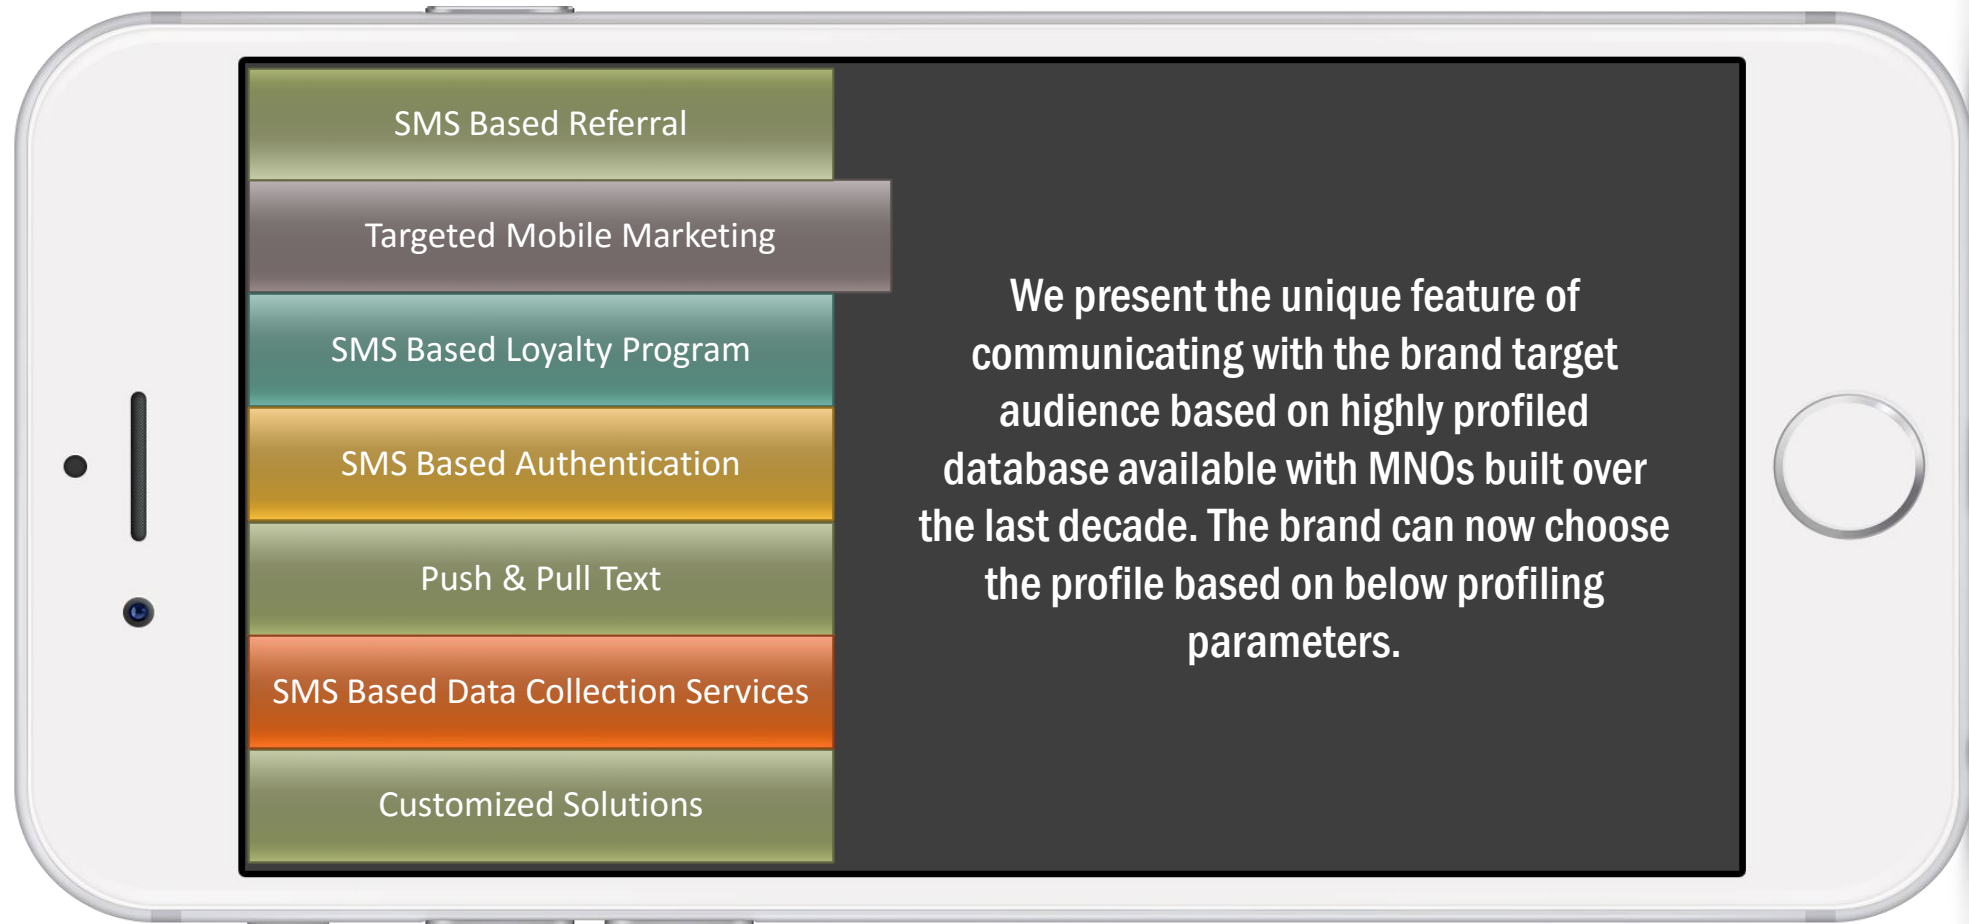 SMS Based Referral
Targeted Mobile Marketing
SMS Based Loyalty Program
SMS Based Authentication
Push & Pull Text
SMS Based Data Collection Services
Customized Solutions
We present the unique feature of
communicating with the brand target
audience based on highly profiled
database available with MNOs built over
the last decade. The brand can now choose
the profile based on below profiling
parameters.